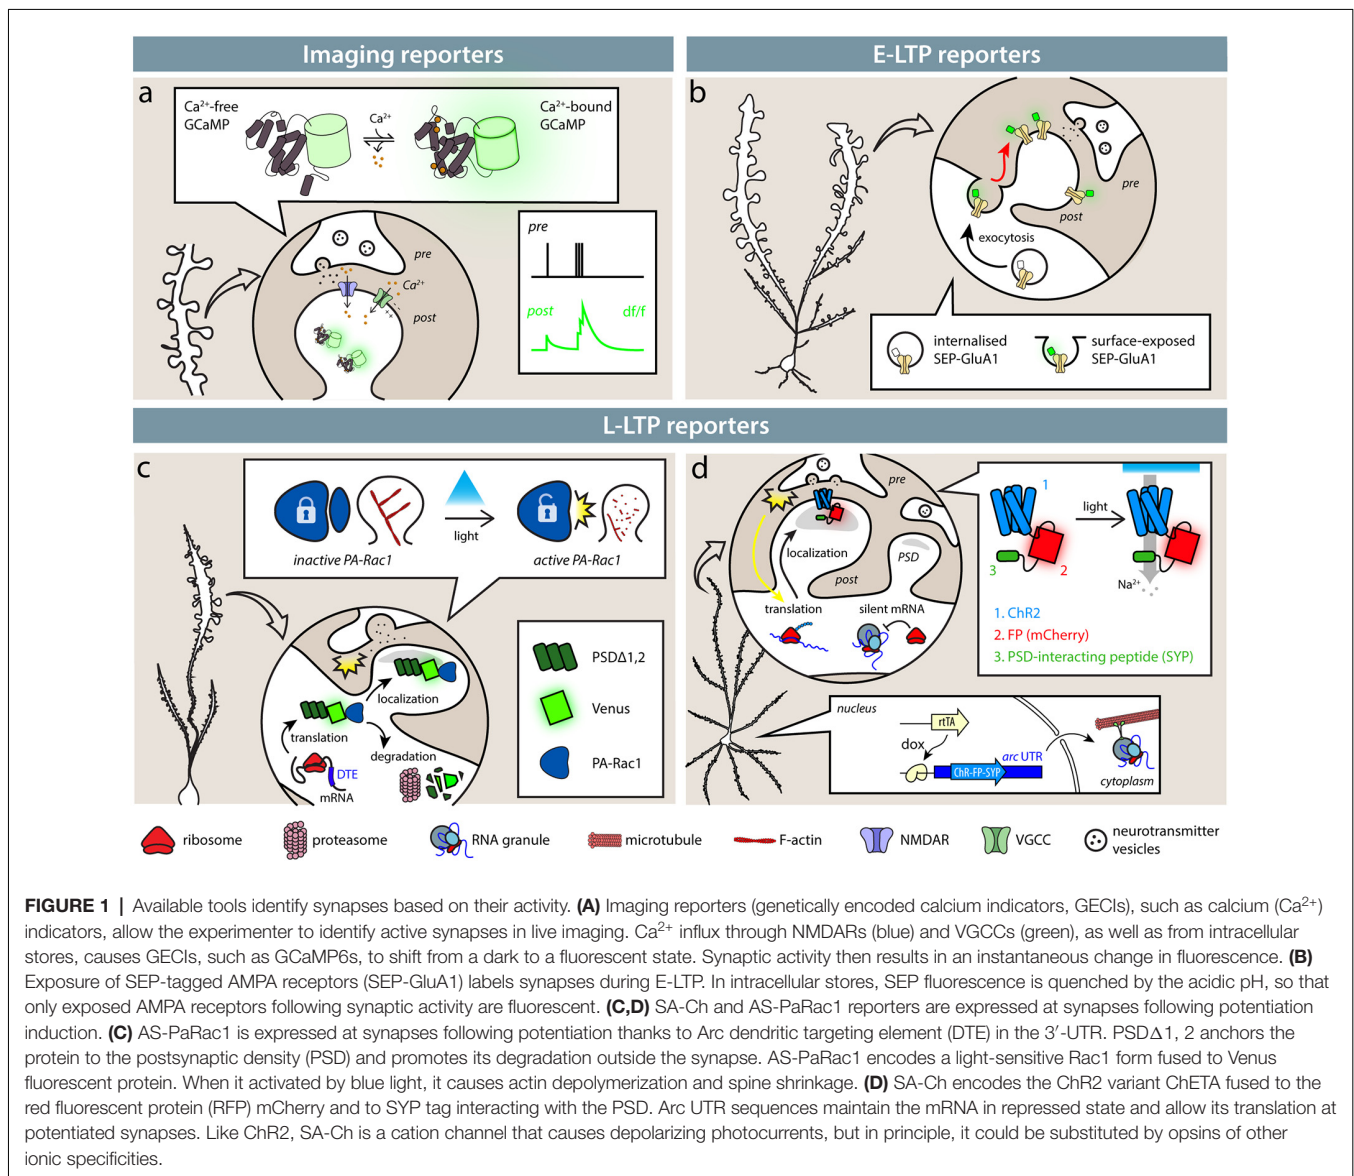 Imaging reporters
E-LTP reporters
a
Ca²⁺-free
GCaMP
Ca²⁺
Ca²⁺-bound
GCaMP
pre
Ca²⁺
post
pre
post
df/f
b
pre
post
exocytosis
internalised
SEP-GluA1
surface-exposed
SEP-GluA1
L-LTP reporters
c
inactive PA-Rac1
light
active PA-Rac1
localization
translation
degradation
DTE
mRNA
PSDΔ1,2
Venus
PA-Rac1
d
pre
localization
PSD
post
translation
silent mRNA
1
light
3
2
Na²⁺
1. ChR2
2. FP (mCherry)
3. PSD-interacting peptide (SYP)
nucleus
rtTA
dox
arc UTR
ChR-FP-SYP
cytoplasm
ribosome
proteasome
RNA granule
microtubule
F-actin
NMDAR
VGCC
neurotransmitter
vesicles
FIGURE 1 | Available tools identify synapses based on their activity. (A) Imaging reporters (genetically encoded calcium indicators, GECIs), such as calcium (Ca²⁺)
indicators, allow the experimenter to identify active synapses in live imaging. Ca²⁺ influx through NMDARs (blue) and VGCCs (green), as well as from intracellular
stores, causes GECIs, such as GCaMP6s, to shift from a dark to a fluorescent state. Synaptic activity then results in an instantaneous change in fluorescence. (B)
Exposure of SEP-tagged AMPA receptors (SEP-GluA1) labels synapses during E-LTP. In intracellular stores, SEP fluorescence is quenched by the acidic pH, so that
only exposed AMPA receptors following synaptic activity are fluorescent. (C,D) SA-Ch and AS-PaRac1 reporters are expressed at synapses following potentiation
induction. (C) AS-PaRac1 is expressed at synapses following potentiation thanks to Arc dendritic targeting element (DTE) in the 3′-UTR. PSDΔ1, 2 anchors the
protein to the postsynaptic density (PSD) and promotes its degradation outside the synapse. AS-PaRac1 encodes a light-sensitive Rac1 form fused to Venus
fluorescent protein. When it activated by blue light, it causes actin depolymerization and spine shrinkage. (D) SA-Ch encodes the ChR2 variant ChETA fused to the
red fluorescent protein (RFP) mCherry and to SYP tag interacting with the PSD. Arc UTR sequences maintain the mRNA in repressed state and allow its translation at
potentiated synapses. Like ChR2, SA-Ch is a cation channel that causes depolarizing photocurrents, but in principle, it could be substituted by opsins of other
ionic specificities.